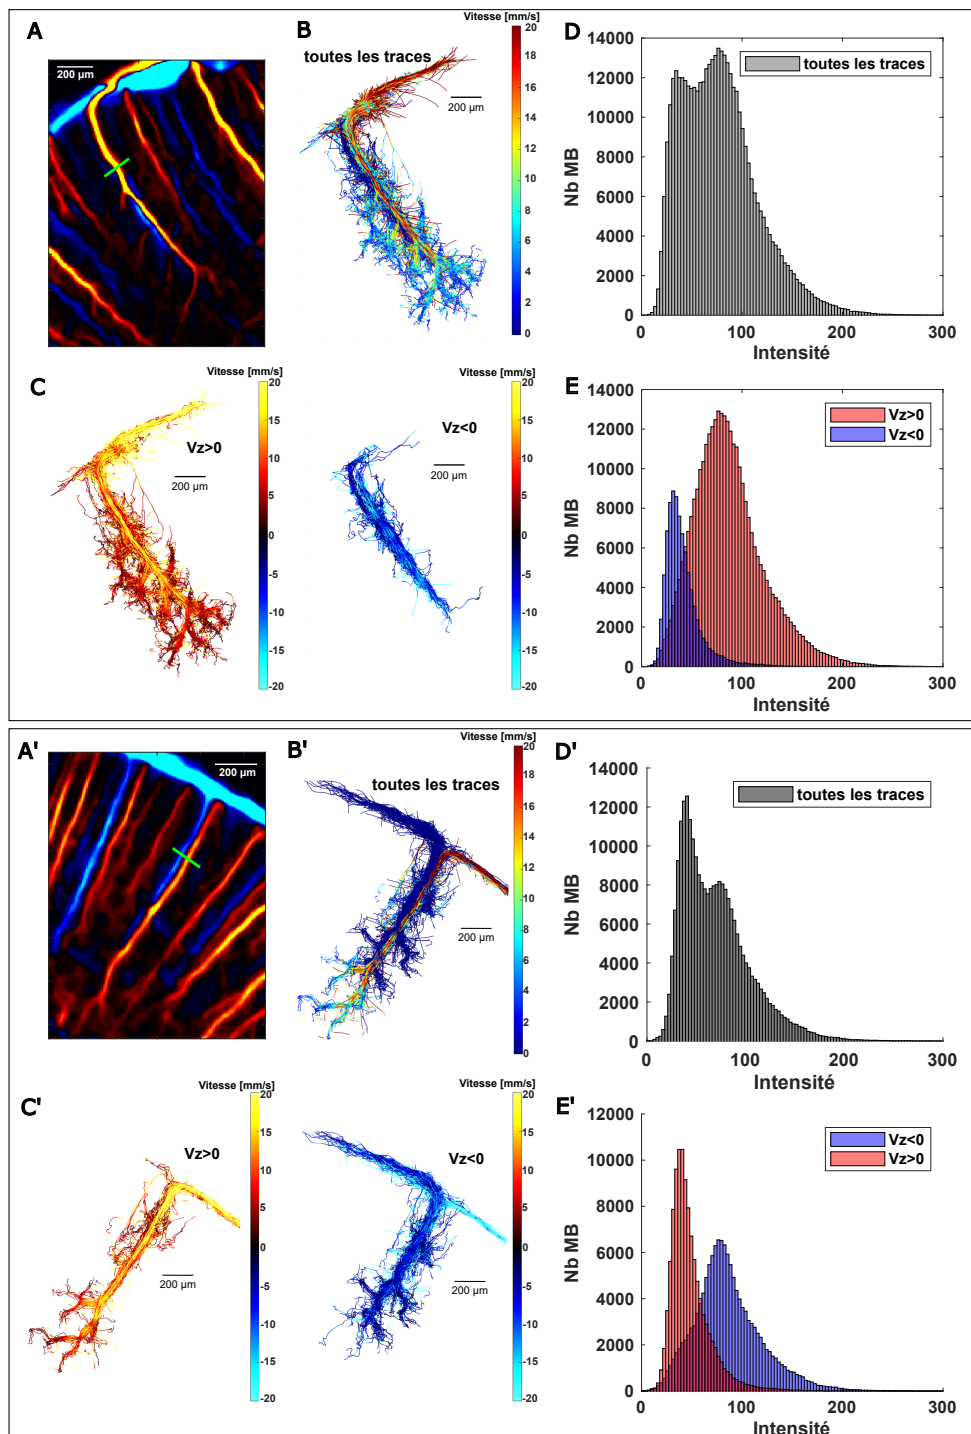 A
200 µm
B
Vitesse [mm/s]
toutes les traces
200 µm
20
20
18
16
14
12
10
8
6
4
2
0
D
14000
12000
10000
8000
6000
4000
2000
0
Nb MB
toutes les traces
0 100 200 300
Intensité
C
Vitesse [mm/s]
Vz>0
200 µm
20
15
10
5
0
-5
-10
-15
-20
Vitesse [mm/s]
Vz<0
200 µm
20
15
10
5
0
-5
-10
-15
-20
E
14000
12000
10000
8000
6000
4000
2000
0
Nb MB
Vz>0
Vz<0
0 100 200 300
Intensité
A'
200 µm
B'
Vitesse [mm/s]
toutes les traces
200 µm
20
18
16
14
12
10
8
6
4
2
0
D'
14000
12000
10000
8000
6000
4000
2000
0
Nb MB
toutes les traces
0 100 200 300
Intensité
C'
Vitesse [mm/s]
Vz>0
200 µm
20
15
10
5
0
-5
-10
-15
-20
Vitesse [mm/s]
Vz<0
200 µm
20
15
10
5
0
-5
-10
-15
-20
E'
12000
10000
8000
6000
4000
2000
0
Nb MB
Vz<0
Vz>0
0 100 200 300
Intensité